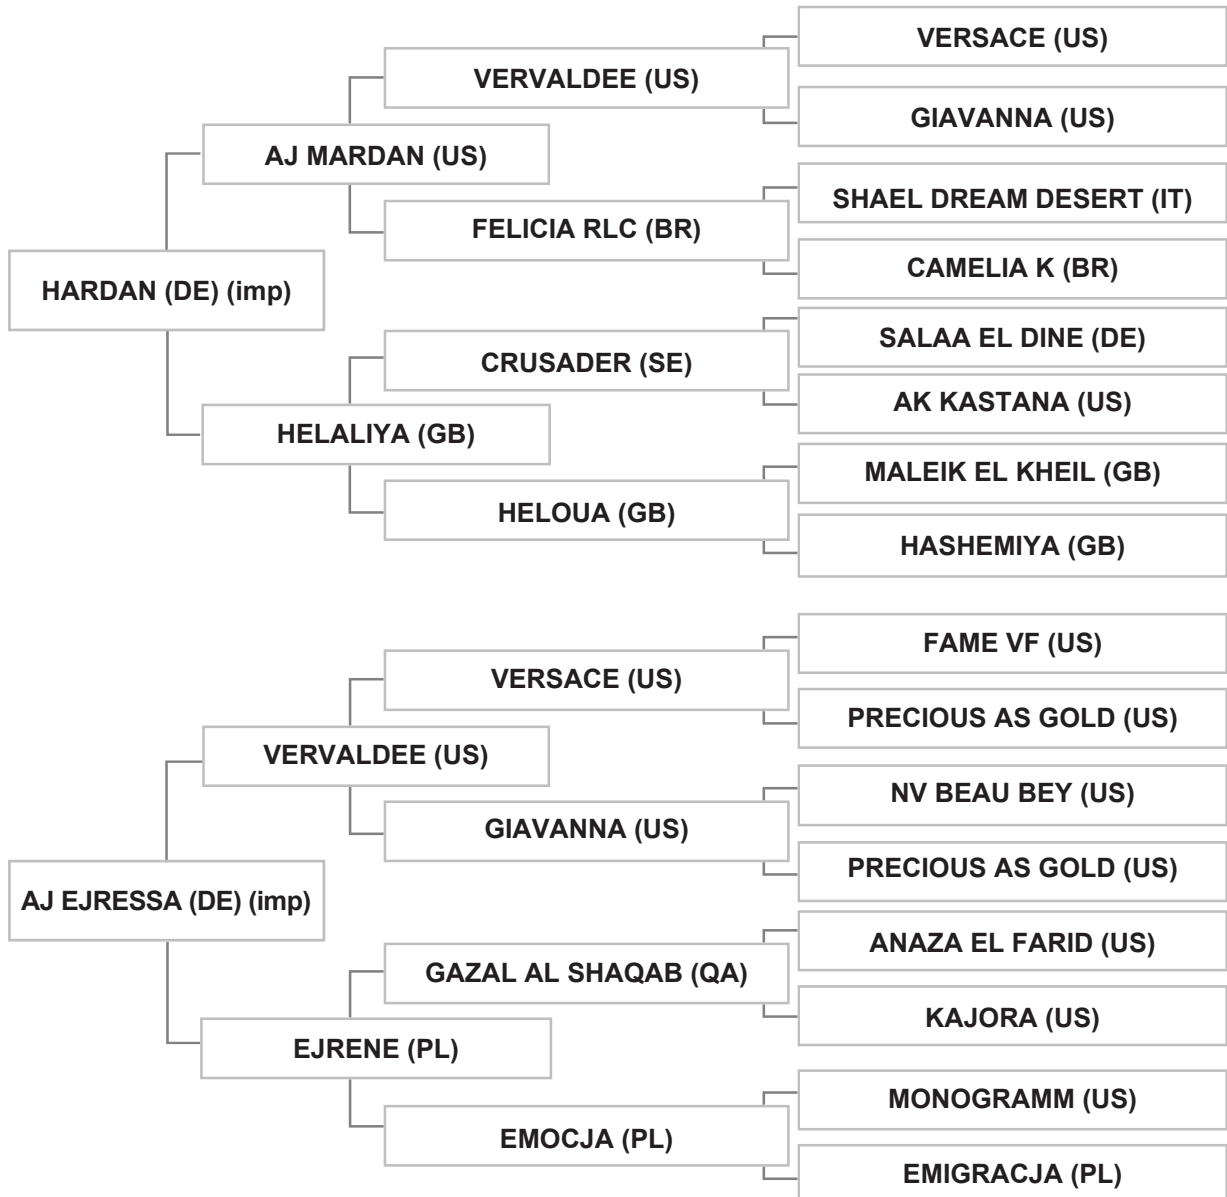 VERSACE (US)
VERVALDEE (US)
GIAVANNA (US)
AJ MARDAN (US)
SHAEL DREAM DESERT (IT)
FELICIA RLC (BR)
CAMELIA K (BR)
HARDAN (DE) (imp)
SALAA EL DINE (DE)
CRUSADER (SE)
AK KASTANA (US)
HELALIYA (GB)
MALEIK EL KHEIL (GB)
HELOUA (GB)
HASHEMIYA (GB)
FAME VF (US)
VERSACE (US)
PRECIOUS AS GOLD (US)
VERVALDEE (US)
NV BEAU BEY (US)
GIAVANNA (US)
PRECIOUS AS GOLD (US)
AJ EJRESSA (DE) (imp)
ANAZA EL FARID (US)
GAZAL AL SHAQAB (QA)
KAJORA (US)
EJRENE (PL)
MONOGRAMM (US)
EMOCJA (PL)
EMIGRACJA (PL)